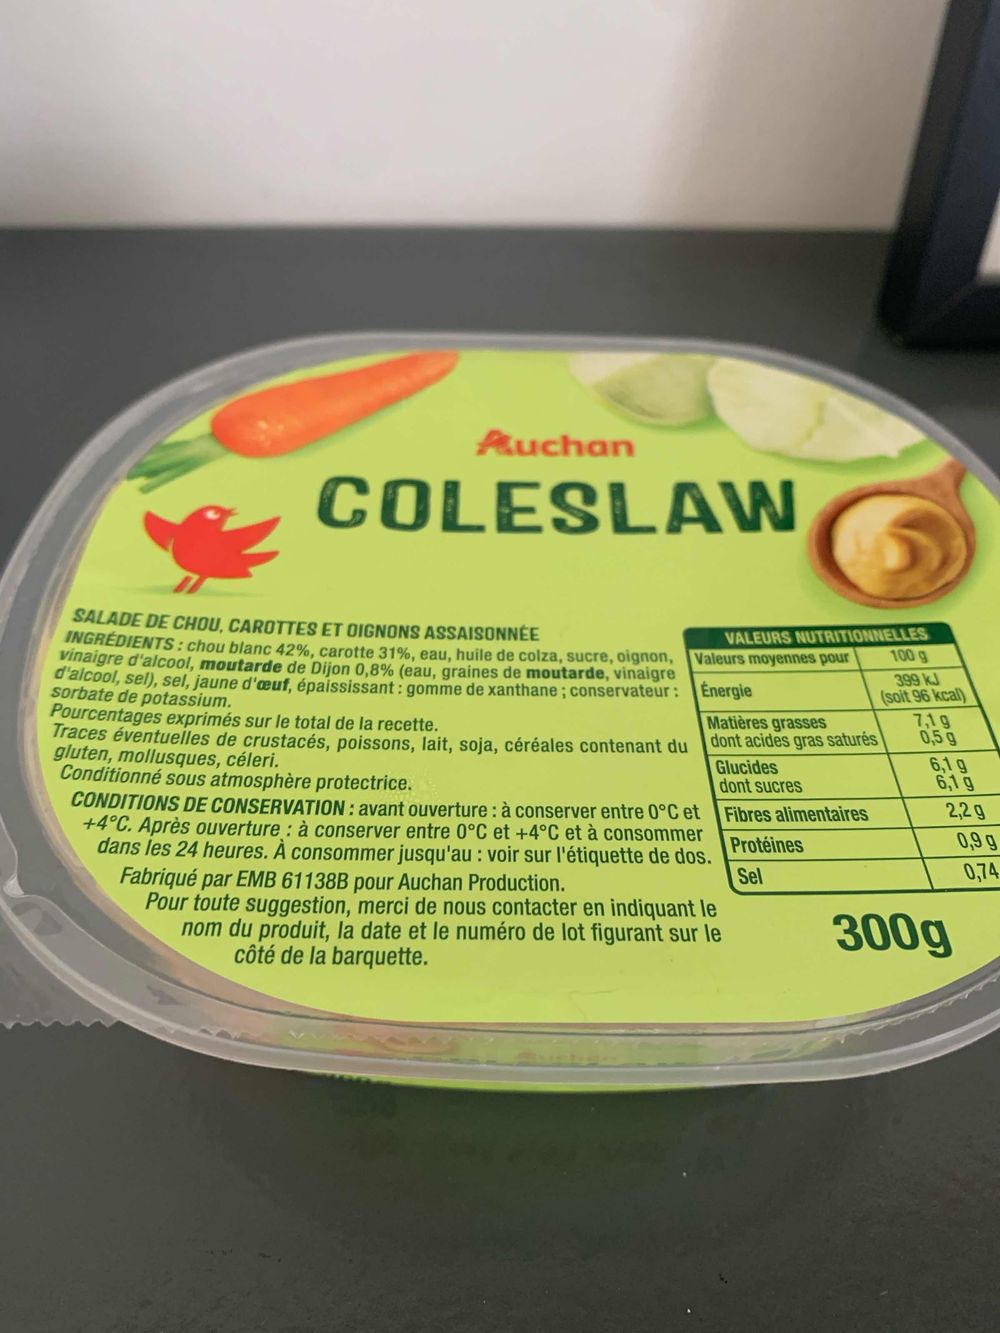 Auchan
COLESLAW
SALADE DE CHOU, CAROTTES ET OIGNONS ASSAISONNÉE
INGRÉDIENTS : chou blanc 42%, carotte 31%, eau, huile de colza, sucre, oignon,
vinaigre d'alcool, moutarde de Dijon 0,8% (eau, graines de moutarde, vinaigre
d'alcool, sel), sel, jaune d'œuf, épaississant : gomme de xanthane ; conservateur :
sorbate de potassium.
Pourcentages exprimés sur le total de la recette.
Traces éventuelles de crustacés, poissons, lait, soja, céréales contenant du
gluten, mollusques, céleri.
Conditionné sous atmosphère protectrice.
CONDITIONS DE CONSERVATION : avant ouverture : à conserver entre 0°C et
+4°C. Après ouverture : à conserver entre 0°C et +4°C et à consommer
dans les 24 heures. À consommer jusqu'au : voir sur l'étiquette de dos.
Fabriqué par EMB 61138B pour Auchan Production.
Pour toute suggestion, merci de nous contacter en indiquant le
nom du produit, la date et le numéro de lot figurant sur le
côté de la barquette.
VALEURS NUTRITIONNELLES
Valeurs moyennes pour 100 g
Énergie 399 kJ
(soit 96 kcal)
Matières grasses 7,1 g
dont acides gras saturés 0,5 g
Glucides 6,1 g
dont sucres 6,1 g
Fibres alimentaires 2,2 g
Protéines 0,9 g
Sel 0,74
300g